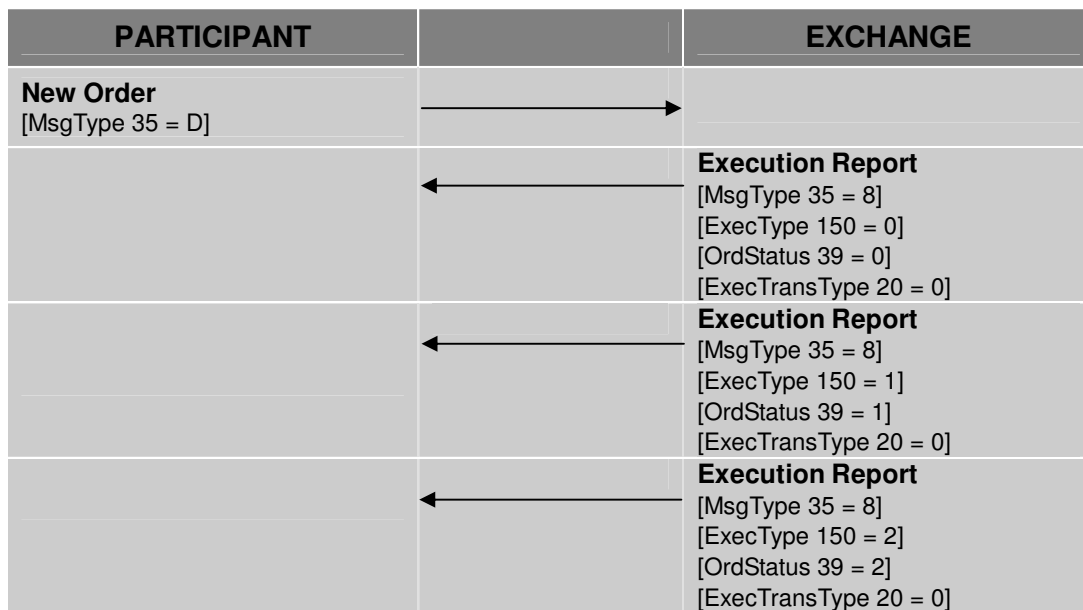 PARTICIPANT
EXCHANGE
New Order
[MsgType 35 = D]
Execution Report
[MsgType 35 = 8]
[ExecType 150 = 0]
[OrdStatus 39 = 0]
[ExecTransType 20 = 0]
Execution Report
[MsgType 35 = 8]
[ExecType 150 = 1]
[OrdStatus 39 = 1]
[ExecTransType 20 = 0]
Execution Report
[MsgType 35 = 8]
[ExecType 150 = 2]
[OrdStatus 39 = 2]
[ExecTransType 20 = 0]